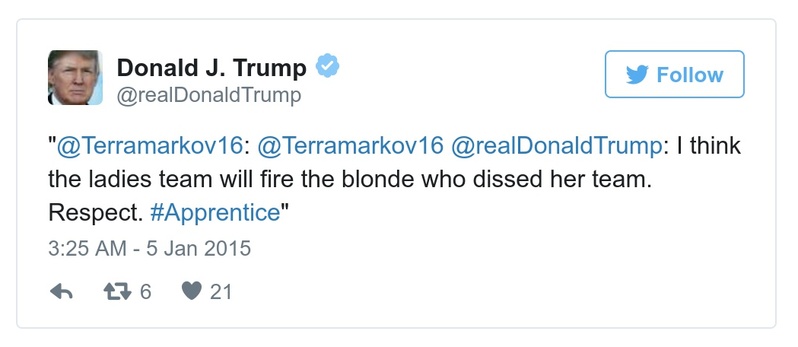 Donald J. Trump
@realDonaldTrump
Follow
"@Terramarkov16: @Terramarkov16 @realDonaldTrump: I think
the ladies team will fire the blonde who dissed her team.
Respect. #Apprentice"
3:25 AM - 5 Jan 2015
6
21